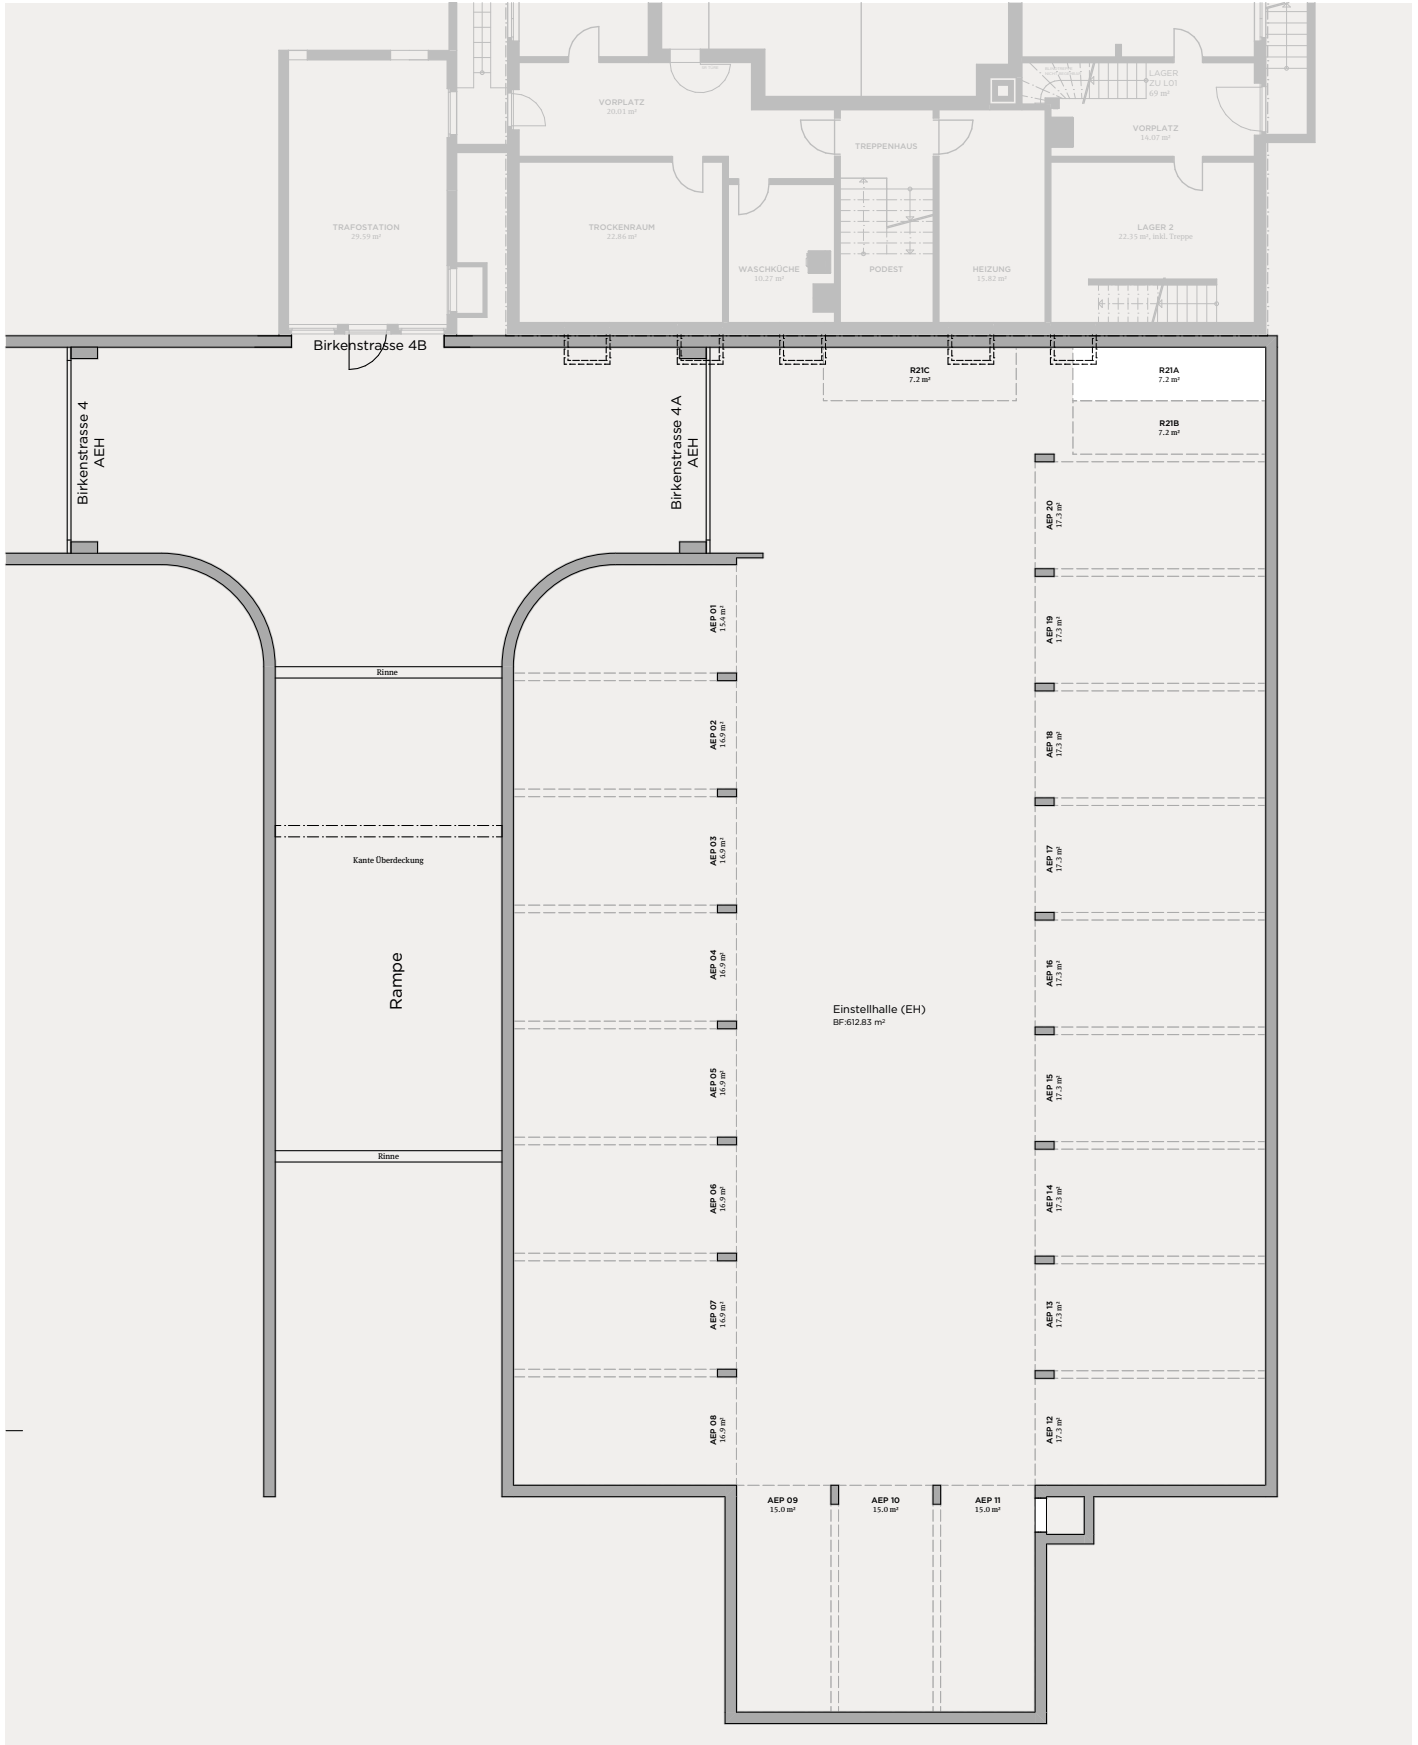 VORPLATZ
20.01 m²
LAGER
ZU L01
69 m²
VORPLATZ
14.07 m²
TREPPENHAUS
TRAFOSTATION
29.59 m²
TROCKENRAUM
22.86 m²
LAGER 2
22.35 m², inkl. Treppe
WASCHKÜCHE
10.27 m²
PODEST
HEIZUNG
15.82 m²
Birkenstrasse 4B
R21C
7.2 m²
R21A
7.2 m²
R21B
7.2 m²
Birkenstrasse 4
AEH
Birkenstrasse 4A
AEH
AEP 20
17.3 m²
AEP 01
15.4 m²
AEP 19
17.3 m²
Rinne
AEP 02
16.9 m²
AEP 18
17.3 m²
Kante Überdeckung
AEP 03
16.9 m²
AEP 17
17.3 m²
Rampe
AEP 04
16.9 m²
AEP 16
17.3 m²
Einstellhalle (EH)
BF:612.83 m²
AEP 05
16.9 m²
AEP 15
17.3 m²
Rinne
AEP 06
16.9 m²
AEP 14
17.3 m²
AEP 07
16.9 m²
AEP 13
17.3 m²
AEP 08
16.9 m²
AEP 12
17.3 m²
AEP 09
15.0 m²
AEP 10
15.0 m²
AEP 11
15.0 m²